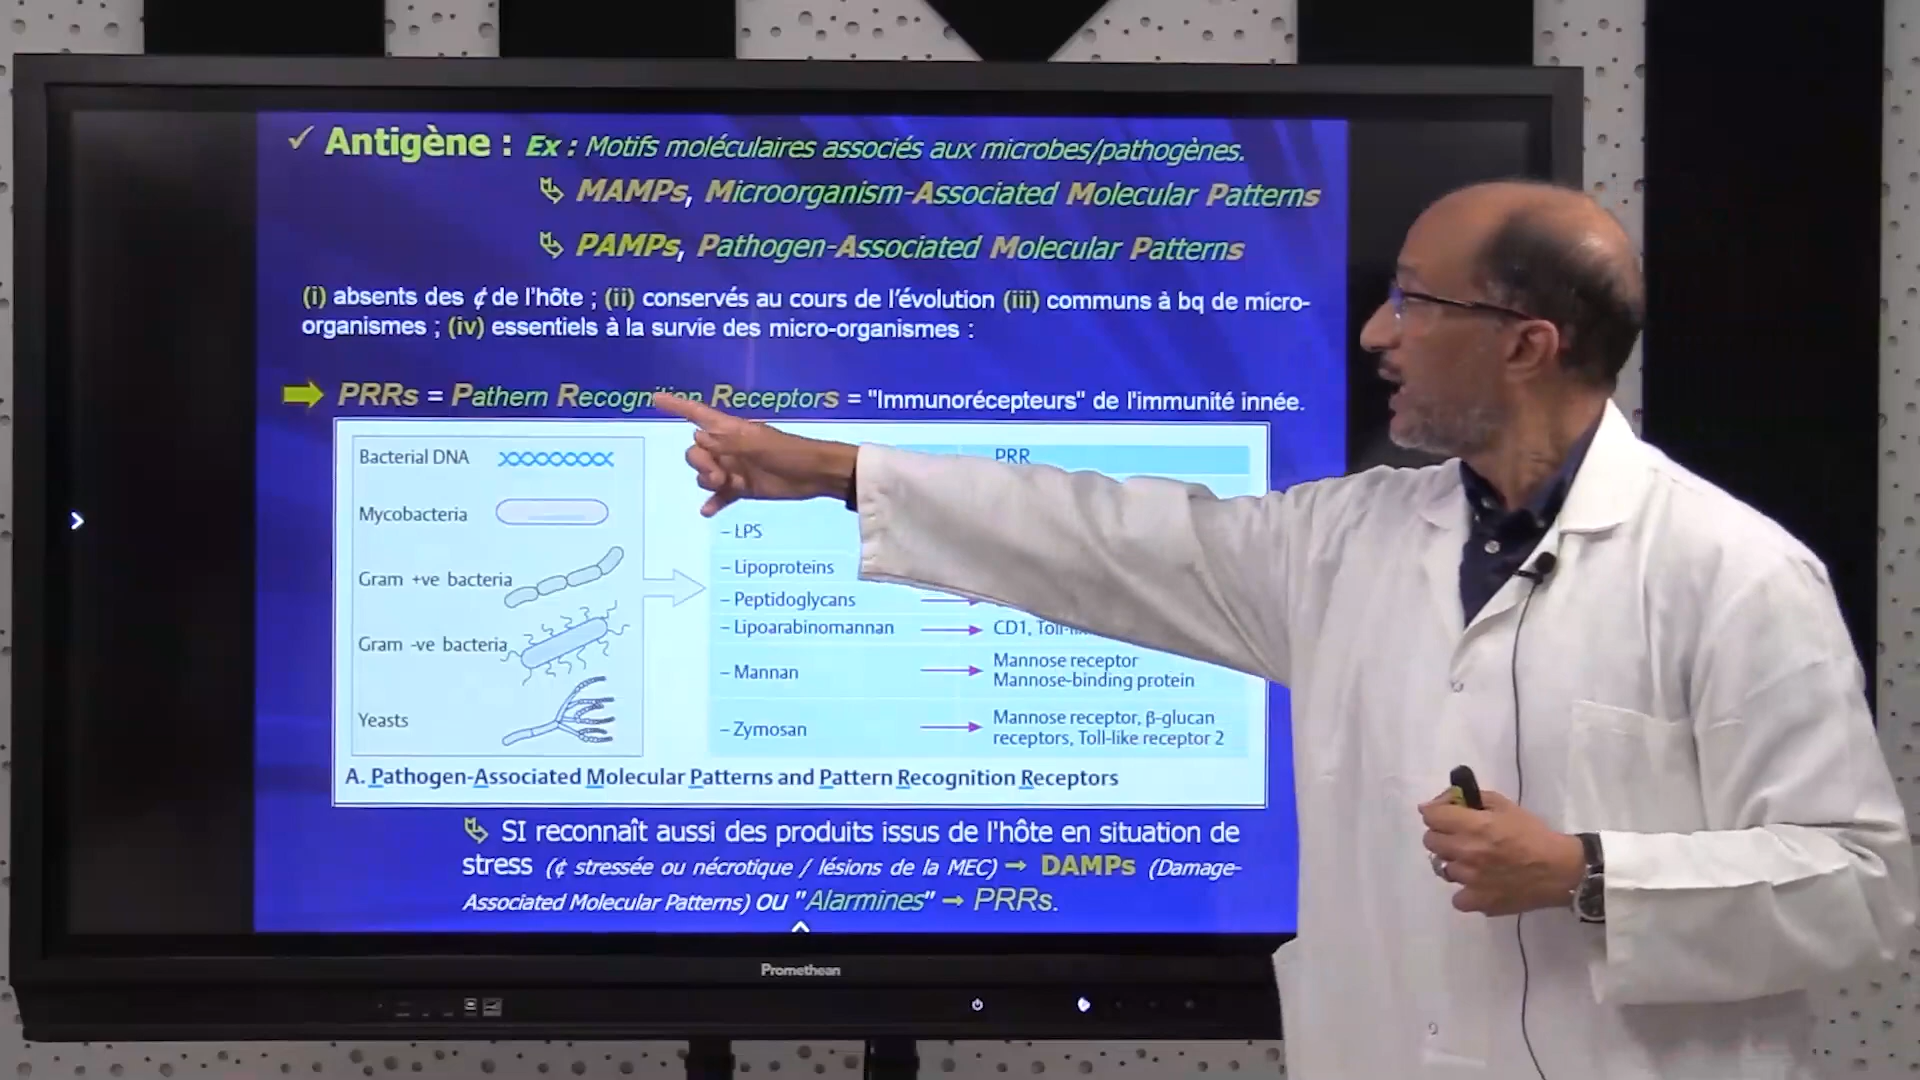 ✓ Antigène : Ex : Motifs moléculaires associés aux microbes/pathogènes.
MAMPs, Microorganism-Associated Molecular Patterns
PAMPs, Pathogen-Associated Molecular Patterns
(i) absents des ¢ de l'hôte ; (ii) conservés au cours de l'évolution (iii) communs à bq de micro-
organismes ; (iv) essentiels à la survie des micro-organismes :
PRRs = Pathern Recognition Receptors = "Immunorécepteurs" de l'immunité innée.
Bacterial DNA
Mycobacteria
Gram +ve bacteria
Gram -ve bacteria
Yeasts
PRR
– LPS
– Lipoproteins
– Peptidoglycans
– Lipoarabinomannan → CD1,
– Mannan → Mannose receptor
Mannose-binding protein
– Zymosan → Mannose receptor, β-glucan
receptors, Toll-like receptor 2
A. Pathogen-Associated Molecular Patterns and Pattern Recognition Receptors
SI reconnaît aussi des produits issus de l'hôte en situation de
stress (¢ stressée ou nécrotique / lésions de la MEC) → DAMPs (Damage-
Associated Molecular Patterns) ou "Alarmines" → PRRs.
Promethean